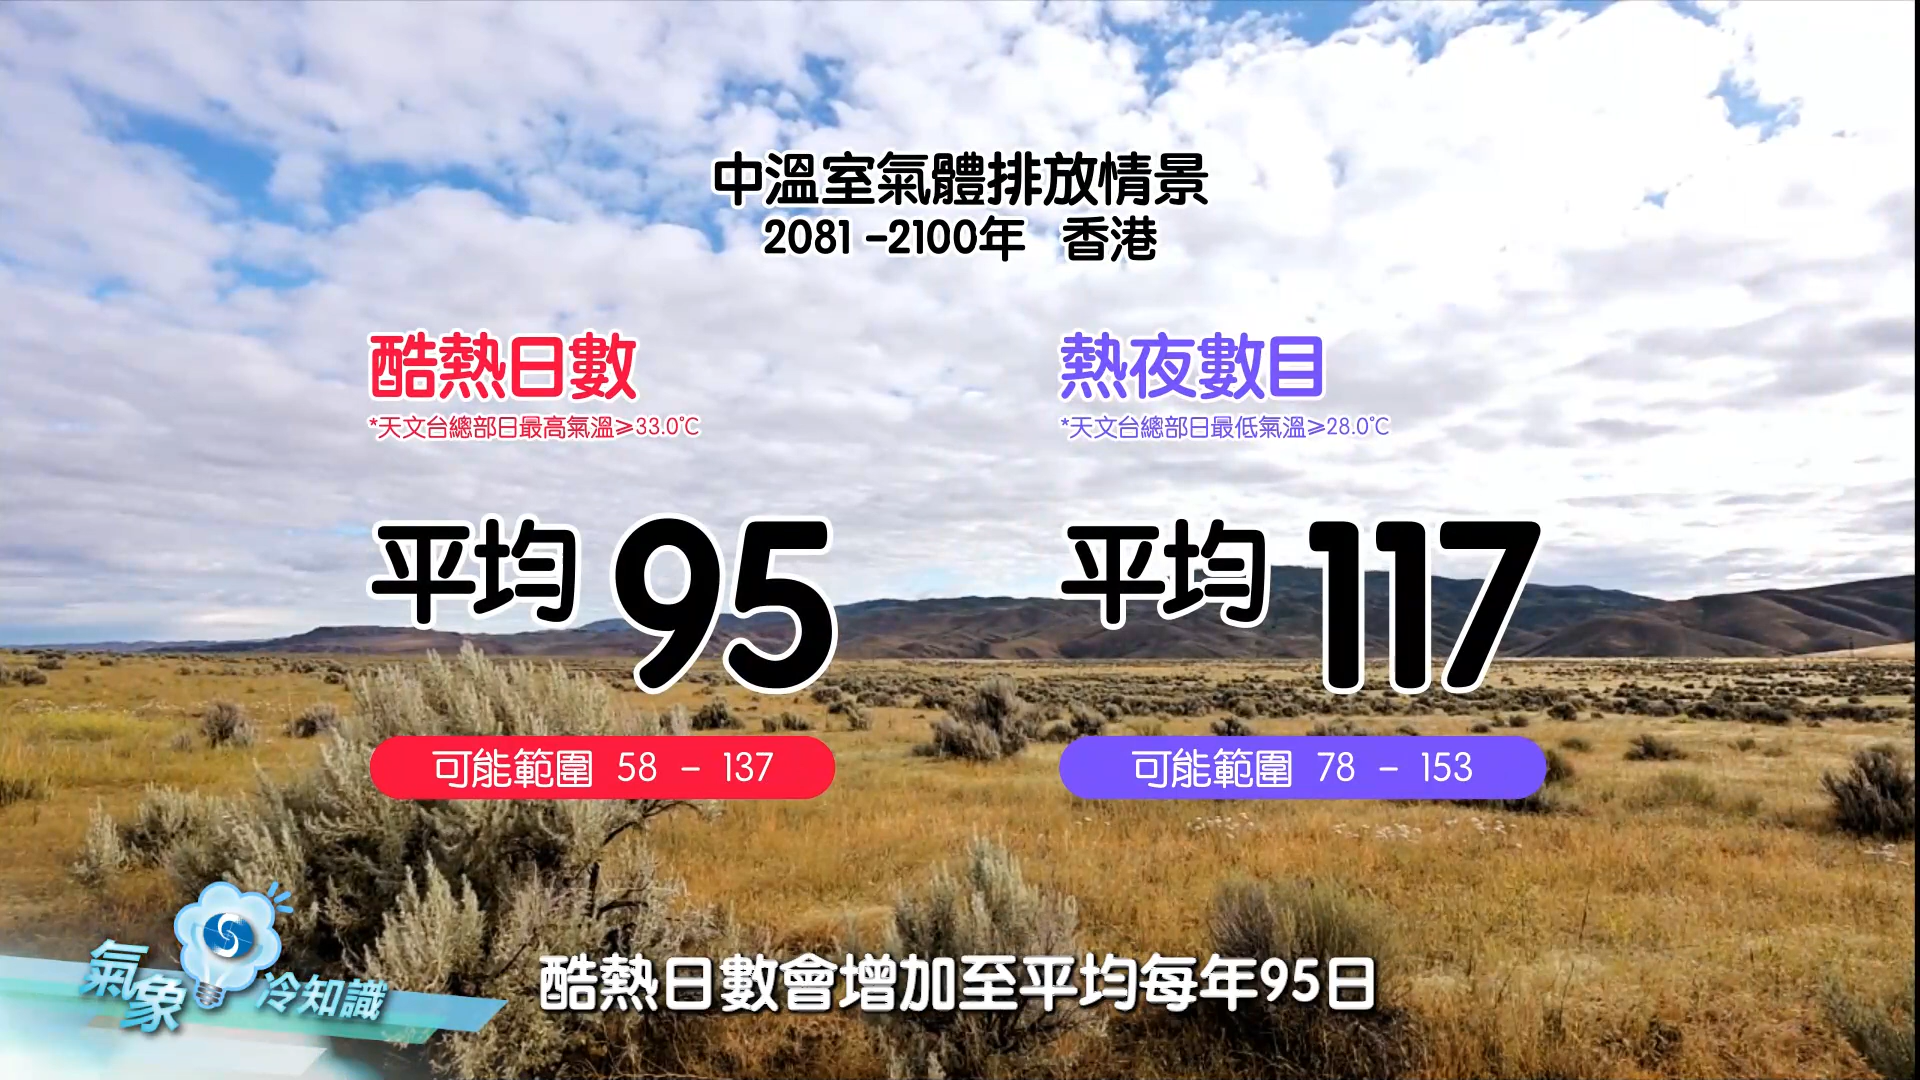 中溫室氣體排放情景
2081 -2100年 香港
酷熱日數
*天文台總部日最高氣溫⩾33.0°C
平均 95
可能範圍 58 - 137
熱夜數目
*天文台總部日最低氣溫⩾28.0°C
平均 117
可能範圍 78 - 153
氣象冷知識
酷熱日數會增加至平均每年95日